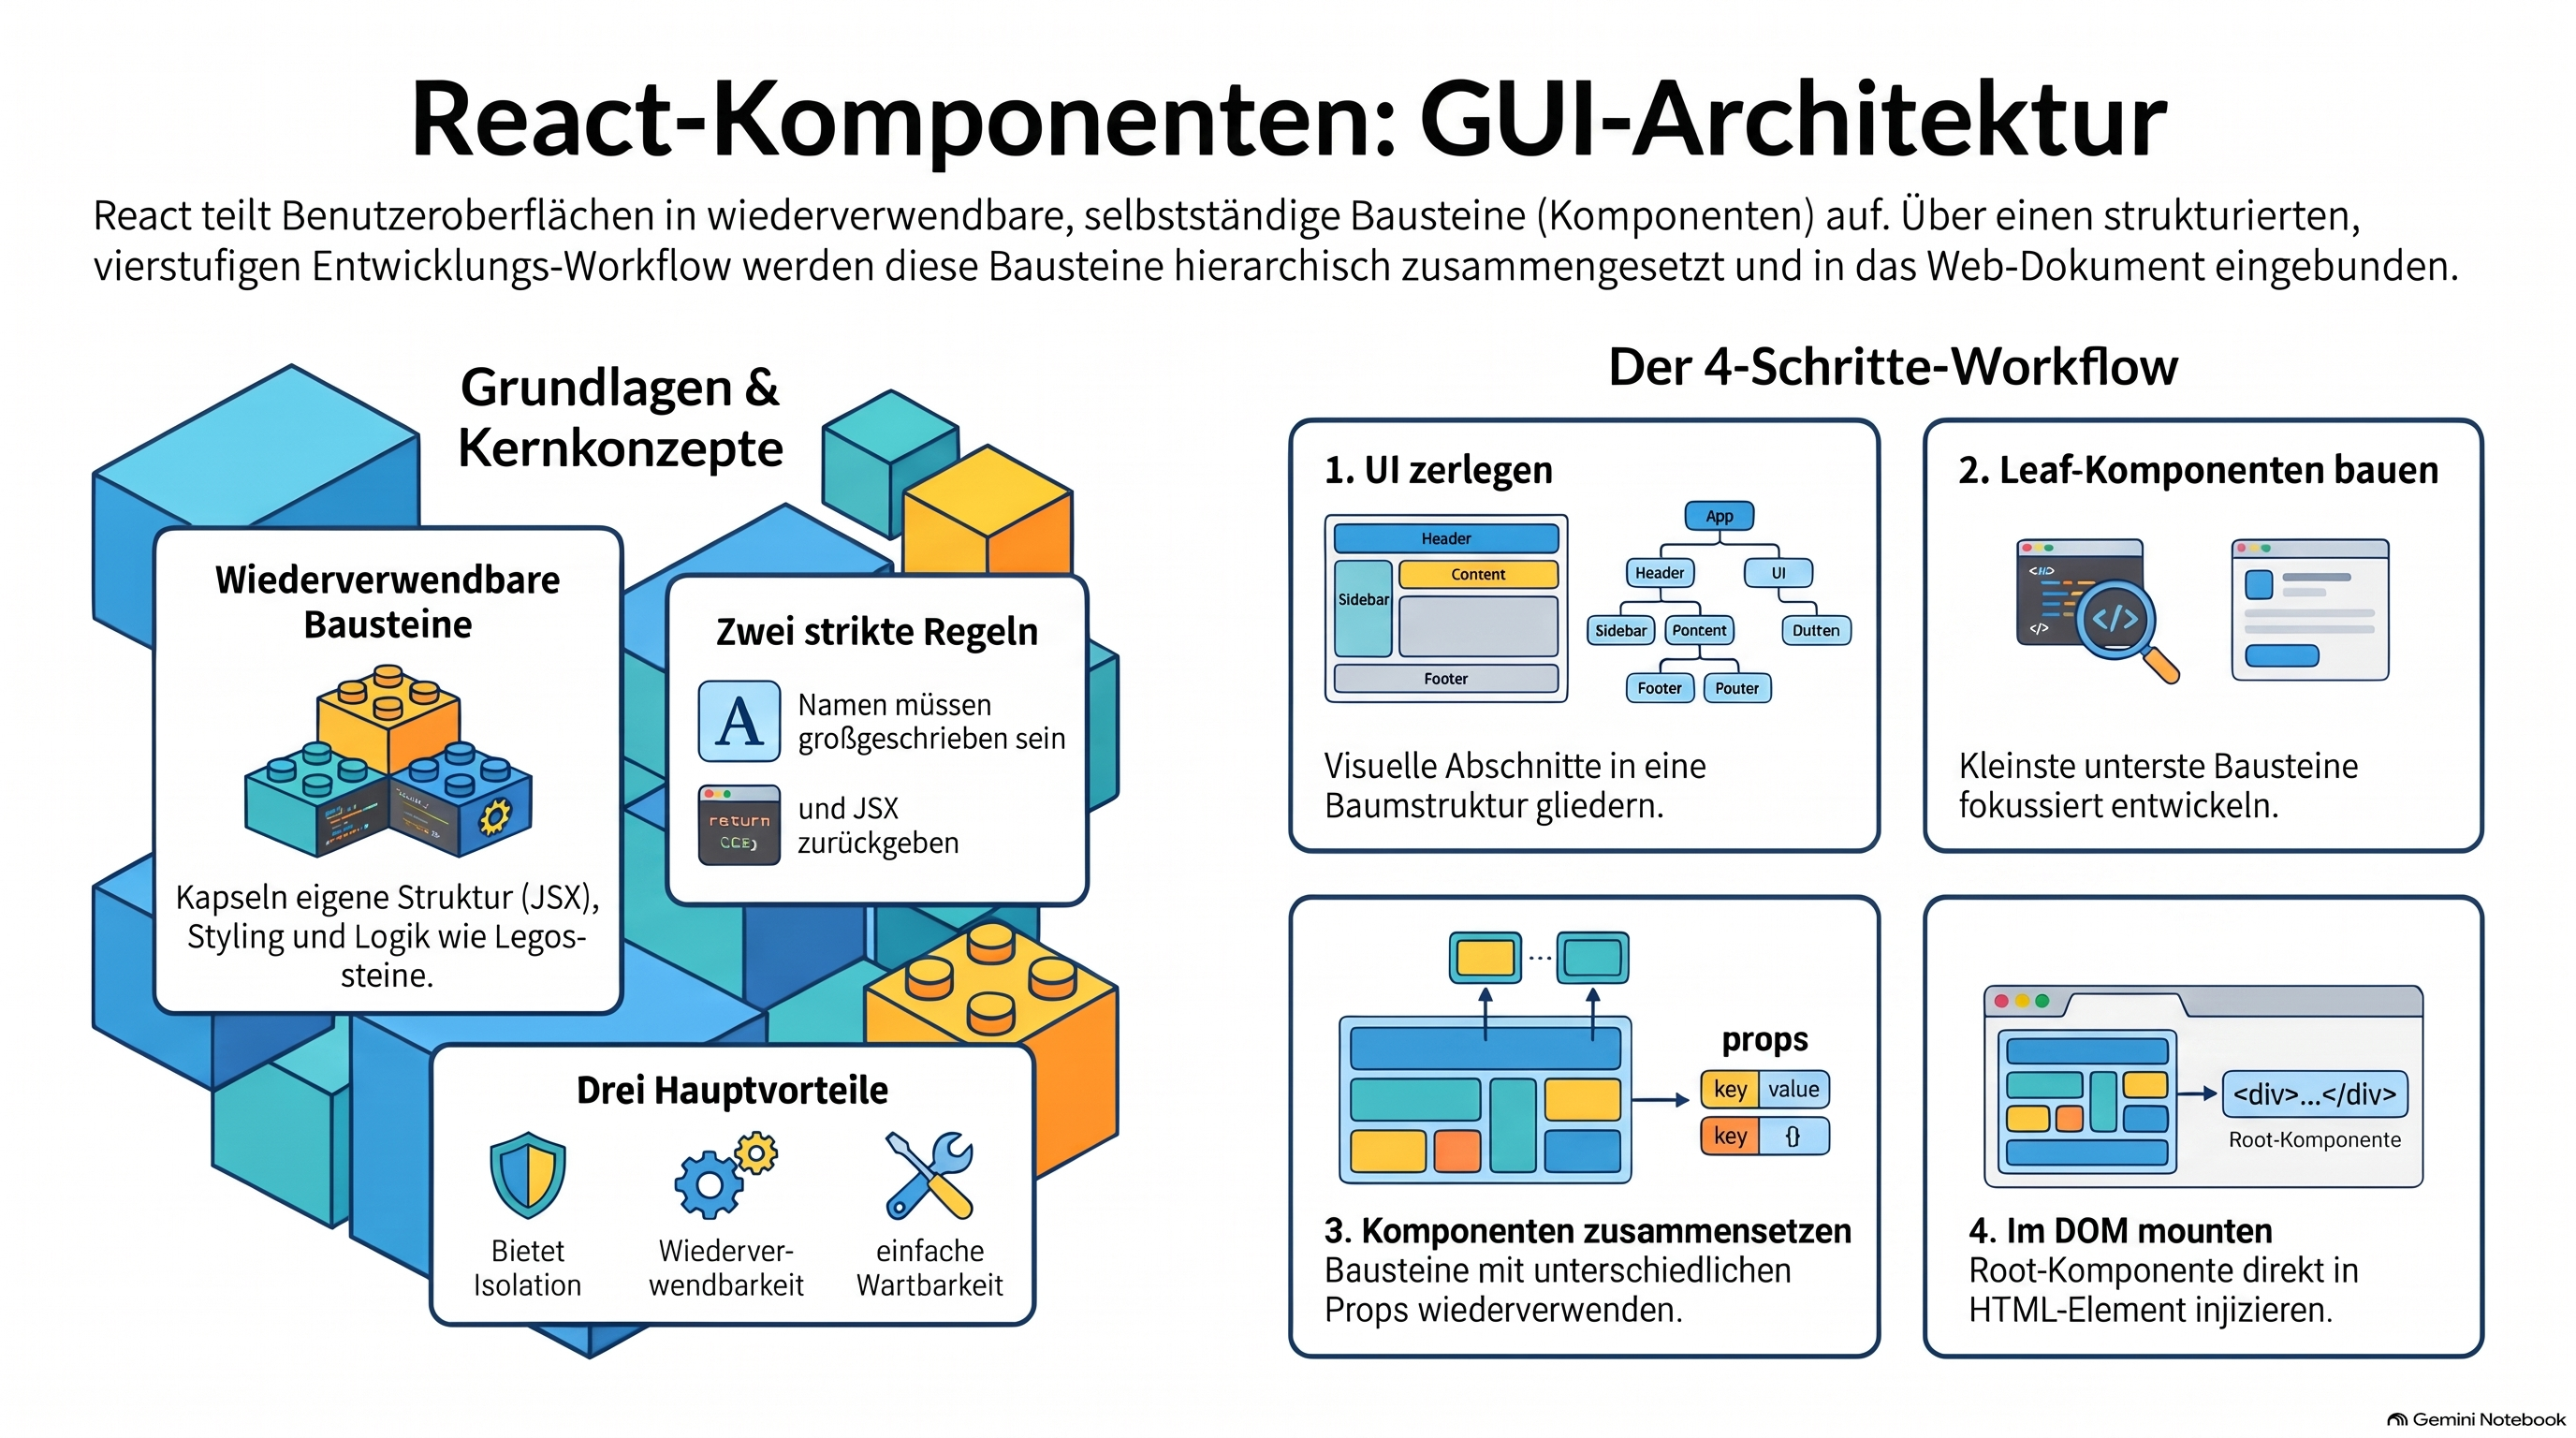 React-Komponenten: GUI-Architektur
React teilt Benutzeroberflächen in wiederverwendbare, selbstständige Bausteine (Komponenten) auf. Über einen strukturierten,
vierstufigen Entwicklungs-Workflow werden diese Bausteine hierarchisch zusammengesetzt und in das Web-Dokument eingebunden.
Grundlagen &
Kernkonzepte
Wiederverwendbare
Bausteine
Kapseln eigene Struktur (JSX),
Styling und Logik wie Legos-
steine.
Zwei strikte Regeln
A
Namen müssen
großgeschrieben sein
return
und JSX
zurückgeben
Drei Hauptvorteile
Bietet
Isolation
Wiederver-
wendbarkeit
einfache
Wartbarkeit
Der 4-Schritte-Workflow
1. UI zerlegen
Header
Sidebar
Content
Footer
App
Header
UI
Sidebar
Pontent
Dutten
Footer
Pouter
Visuelle Abschnitte in eine
Baumstruktur gliedern.
2. Leaf-Komponenten bauen
</>
</>
Kleinste unterste Bausteine
fokussiert entwickeln.
...
props
key value
key {}
3. Komponenten zusammensetzen
Bausteine mit unterschiedlichen
Props wiederverwenden.
<div>...</div>
Root-Komponente
4. Im DOM mounten
Root-Komponente direkt in
HTML-Element injizieren.
Gemini Notebook